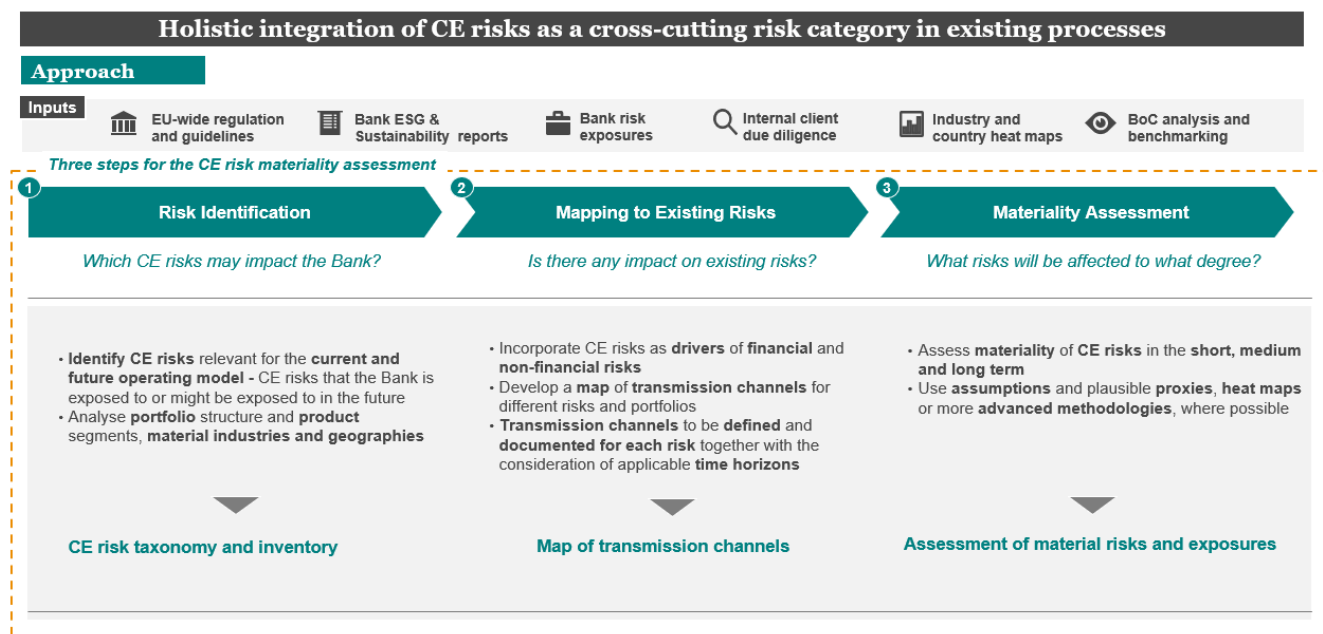 Holistic integration of CE risks as a cross-cutting risk category in existing processes
Approach
Inputs
EU-wide regulation
and guidelines
Bank ESG &
Sustainability reports
Bank risk
exposures
Internal client
due diligence
Industry and
country heat maps
BoC analysis and
benchmarking
Three steps for the CE risk materiality assessment
1
Risk Identification
Which CE risks may impact the Bank?
• Identify CE risks relevant for the current and
future operating model - CE risks that the Bank is
exposed to or might be exposed to in the future
• Analyse portfolio structure and product
segments, material industries and geographies
CE risk taxonomy and inventory
2
Mapping to Existing Risks
Is there any impact on existing risks?
• Incorporate CE risks as drivers of financial and
non-financial risks
• Develop a map of transmission channels for
different risks and portfolios
• Transmission channels to be defined and
documented for each risk together with the
consideration of applicable time horizons
Map of transmission channels
3
Materiality Assessment
What risks will be affected to what degree?
• Assess materiality of CE risks in the short, medium
and long term
• Use assumptions and plausible proxies, heat maps
or more advanced methodologies, where possible
Assessment of material risks and exposures